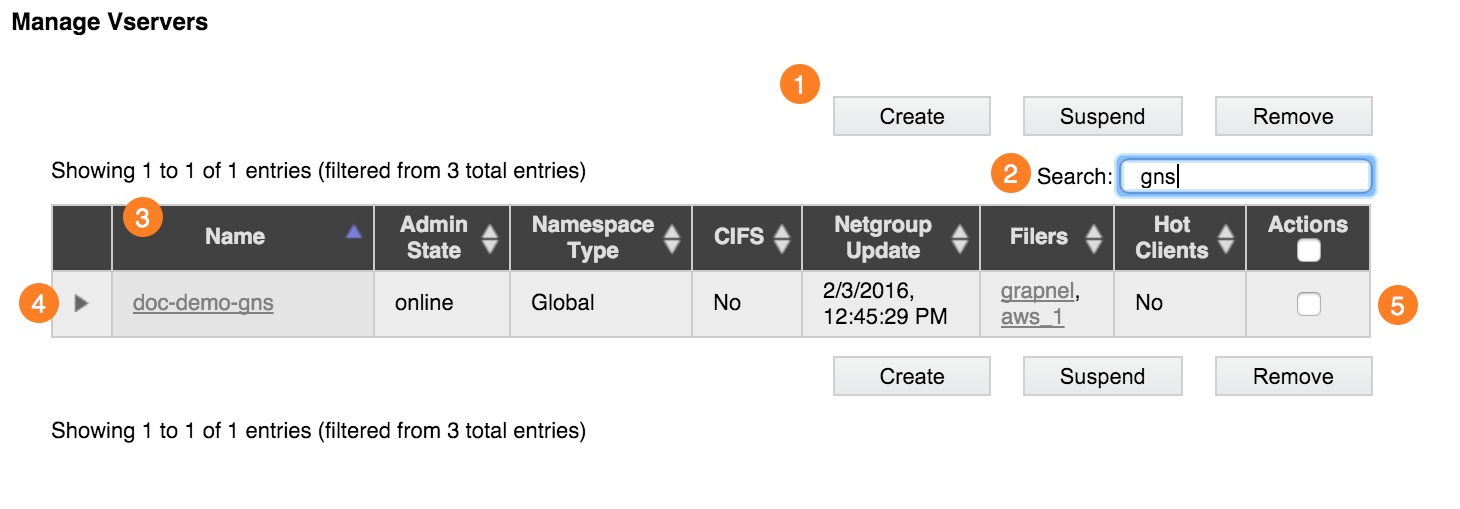 Manage Vservers
1
Create Suspend Remove
Showing 1 to 1 of 1 entries (filtered from 3 total entries)
2 Search: gns
3 Name Admin State Namespace Type CIFS Netgroup Update Filers Hot Clients Actions
4 doc-demo-gns online Global No 2/3/2016, 12:45:29 PM grapnel, aws_1 No 5
Create Suspend Remove
Showing 1 to 1 of 1 entries (filtered from 3 total entries)